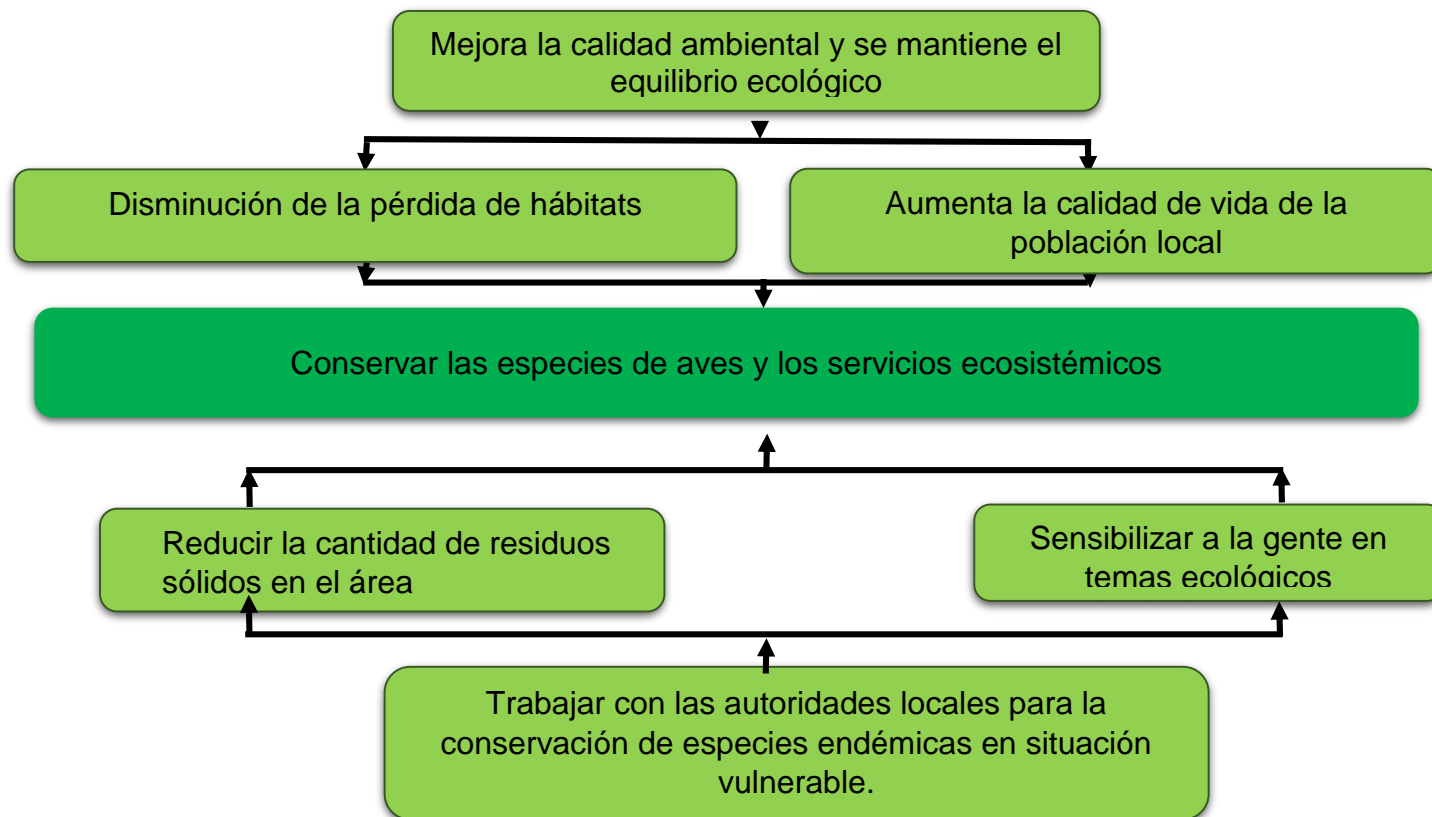 Mejora la calidad ambiental y se mantiene el
equilibrio ecológico
Disminución de la pérdida de hábitats
Aumenta la calidad de vida de la
población local
Conservar las especies de aves y los servicios ecosistémicos
Reducir la cantidad de residuos
sólidos en el área
Sensibilizar a la gente en
temas ecológicos
Trabajar con las autoridades locales para la
conservación de especies endémicas en situación
vulnerable.